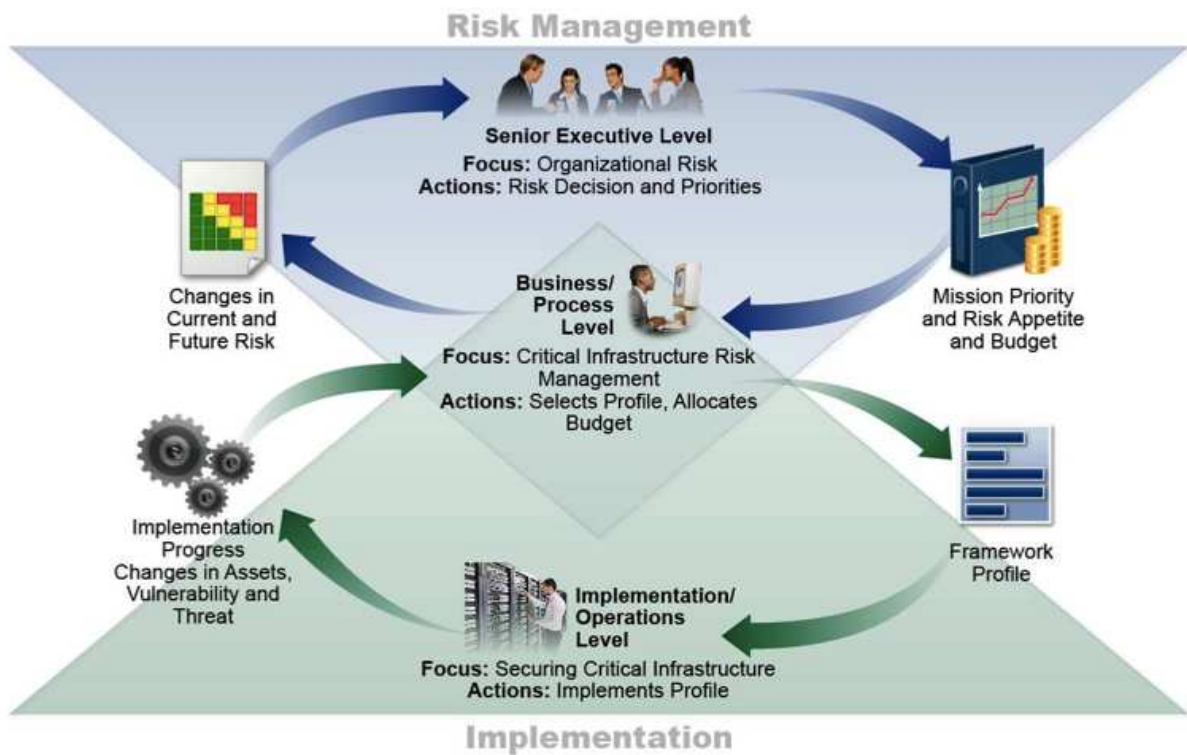 Risk Management
Senior Executive Level
Focus: Organizational Risk
Actions: Risk Decision and Priorities
Changes in
Current and
Future Risk
Mission Priority
and Risk Appetite
and Budget
Business/
Process
Level
Focus: Critical Infrastructure Risk
Management
Actions: Selects Profile, Allocates
Budget
Implementation
Progress
Changes in Assets,
Vulnerability and
Threat
Framework
Profile
Implementation/
Operations
Level
Focus: Securing Critical Infrastructure
Actions: Implements Profile
Implementation